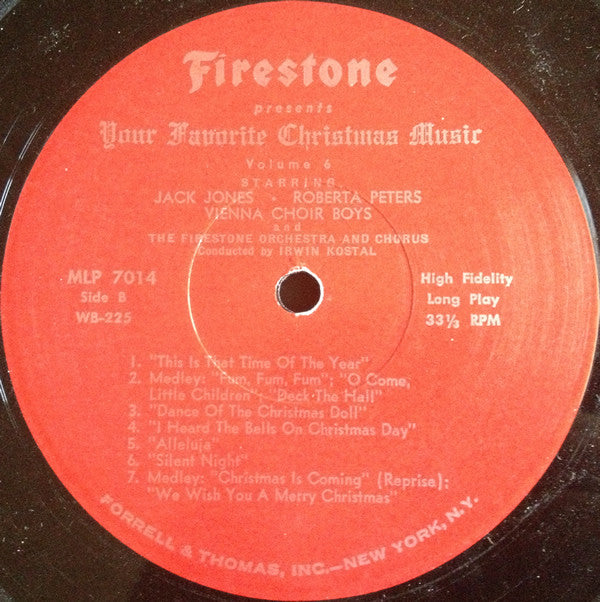 Firestone
presents
Your Favorite Christmas Music
Volume 6
STARRING
JACK JONES • ROBERTA PETERS
VIENNA CHOIR BOYS
and
THE FIRESTONE ORCHESTRA AND CHORUS
Conducted by IRWIN KOSTAL
MLP 7014
Side B
WB-225
High Fidelity
Long Play
33⅓ RPM
1. "This Is That Time Of The Year"
2. Medley: "Fum, Fum, Fum"; "O Come,
Little Children"; "Deck The Hall"
3. "Dance Of The Christmas Doll"
4. "I Heard The Bells On Christmas Day"
5. "Alleluja"
6. "Silent Night"
7. Medley: "Christmas Is Coming" (Reprise);
"We Wish You A Merry Christmas"
FORRELL & THOMAS, INC.—NEW YORK, N.Y.